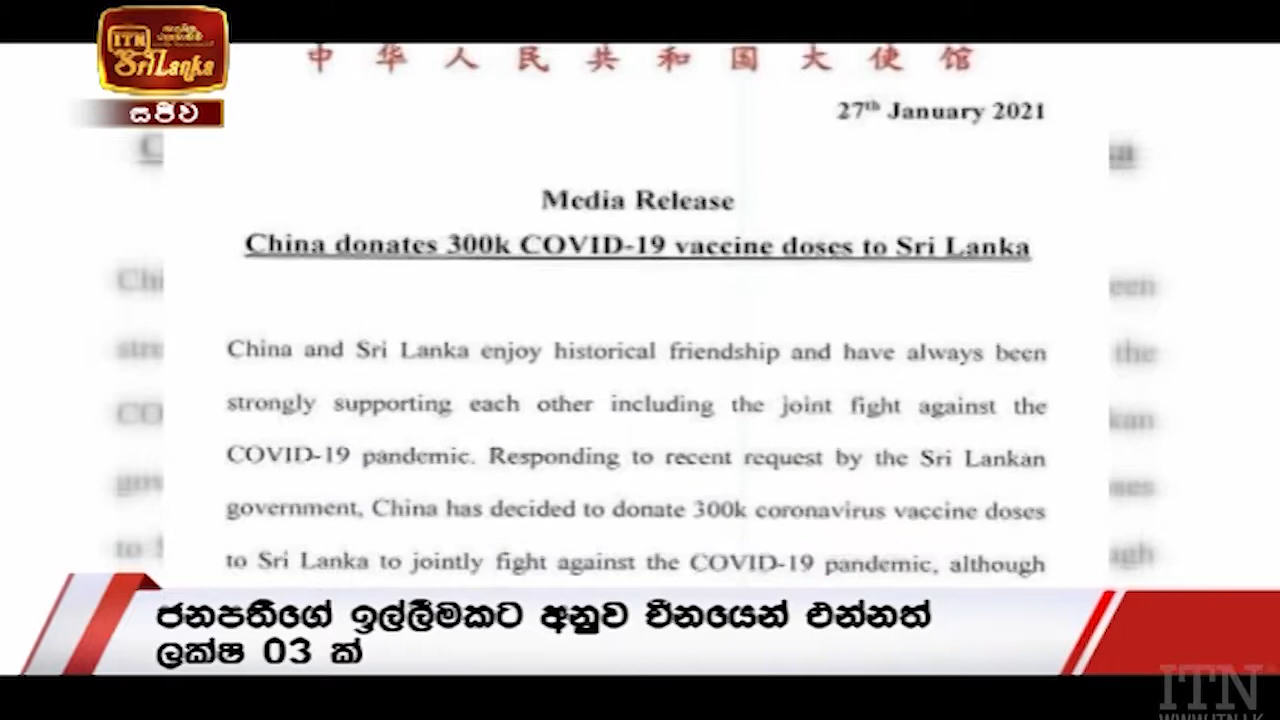 ITN
Sri Lanka
සජීව
中华人民共和国大使馆
27th January 2021
Media Release
China donates 300k COVID-19 vaccine doses to Sri Lanka
China and Sri Lanka enjoy historical friendship and have always been
strongly supporting each other including the joint fight against the
COVID-19 pandemic. Responding to recent request by the Sri Lankan
government, China has decided to donate 300k coronavirus vaccine doses
to Sri Lanka to jointly fight against the COVID-19 pandemic, although
ජනපතිගේ ඉල්ලීමකට අනුව චීනයෙන් එන්නත්
ලක්ෂ 03 ක්
ITN
WWW.ITN.LK